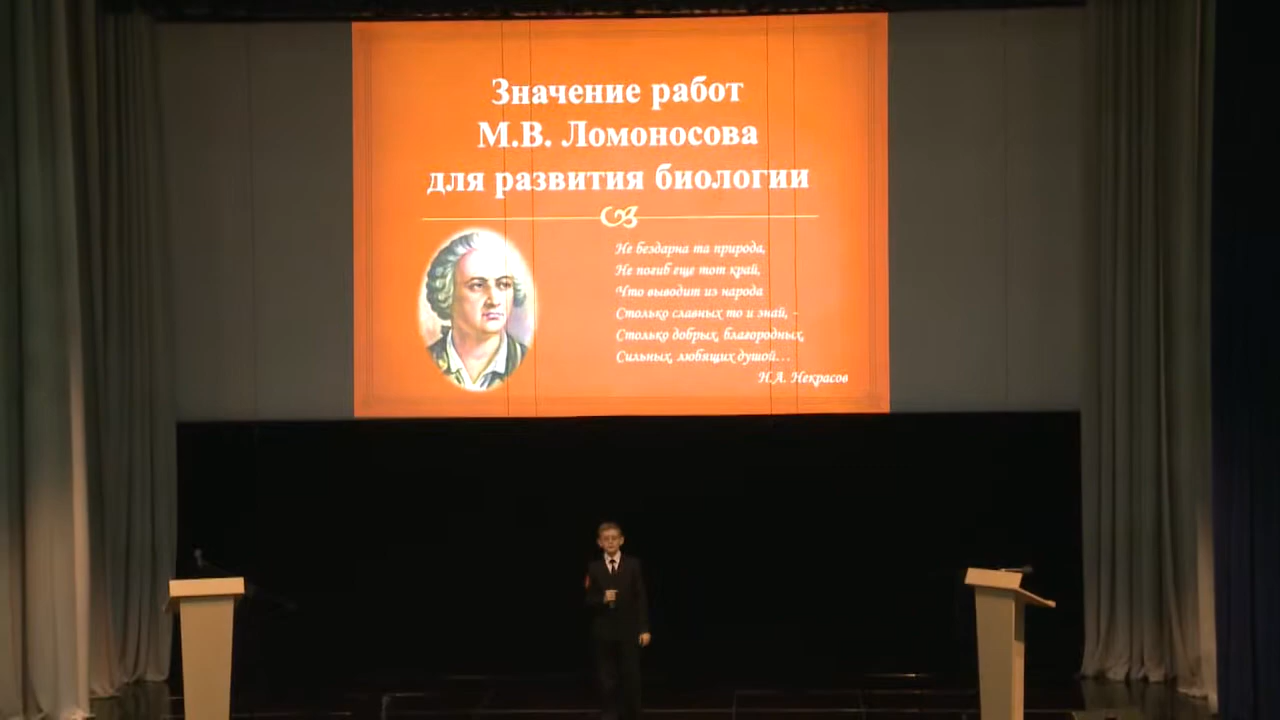 Значение работ
М.В. Ломоносова
для развития биологии
Не бездарна та природа,
Не погиб еще тот край,
Что выводит из народа
Столько славных то и знай, -
Столько добрых, благородных,
Сильных, любящих душой...
Н.А. Некрасов